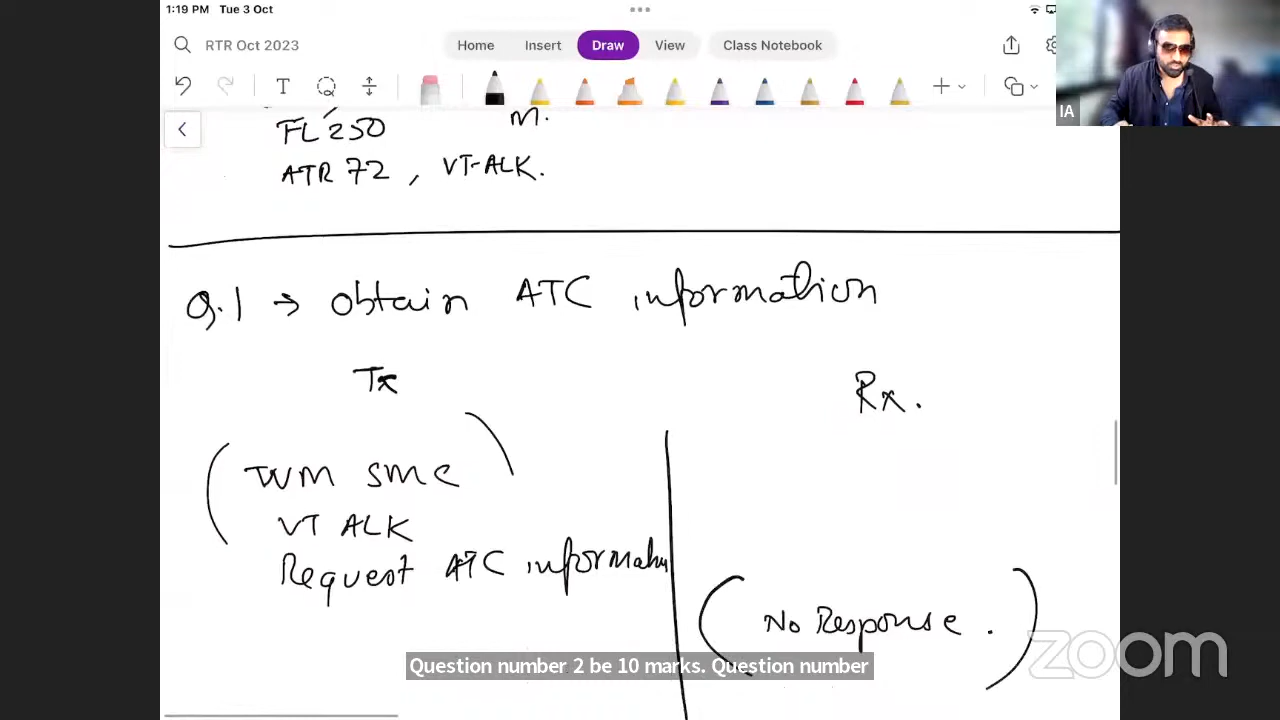 1:19 PM Tue 3 Oct
RTR Oct 2023
Home Insert Draw View Class Notebook
IA
FL 250 m.
ATR 72, VT-ALK.
Q.1 → Obtain ATC information
Tx
Rx.
TVM SMC
VT ALK
Request ATC information
(No Response.)
Question number 2 be 10 marks. Question number
zoom